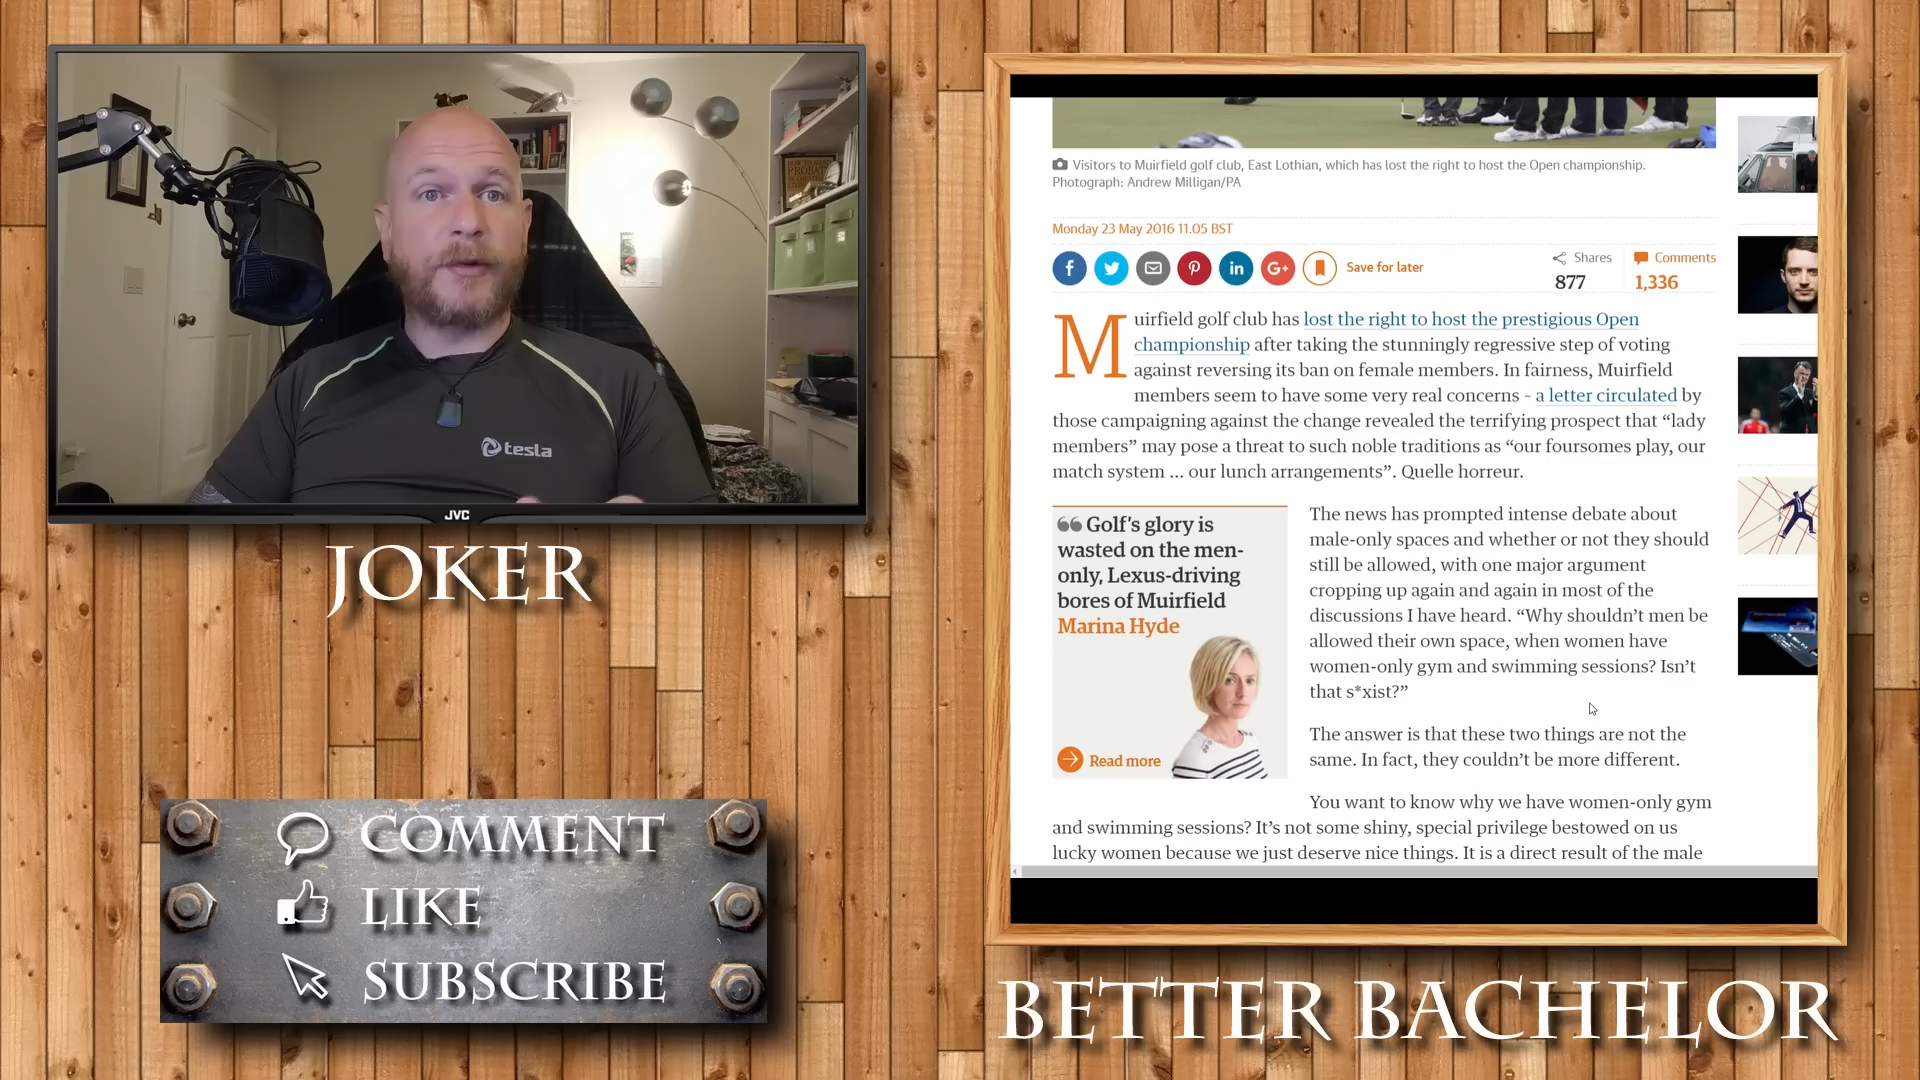 tesla
JVC
JOKER
COMMENT
LIKE
SUBSCRIBE
Visitors to Muirfield golf club, East Lothian, which has lost the right to host the Open championship.
Photograph: Andrew Milligan/PA
Monday 23 May 2016 11.05 BST
Save for later
Shares
877
Comments
1,336
Muirfield golf club has lost the right to host the prestigious Open
championship after taking the stunningly regressive step of voting
against reversing its ban on female members. In fairness, Muirfield
members seem to have some very real concerns - a letter circulated by
those campaigning against the change revealed the terrifying prospect that “lady
members” may pose a threat to such noble traditions as “our foursomes play, our
match system ... our lunch arrangements”. Quelle horreur.
Golf’s glory is
wasted on the men-
only, Lexus-driving
bores of Muirfield
Marina Hyde
Read more
The news has prompted intense debate about
male-only spaces and whether or not they should
still be allowed, with one major argument
cropping up again and again in most of the
discussions I have heard. “Why shouldn’t men be
allowed their own space, when women have
women-only gym and swimming sessions? Isn’t
that s*xist?”
The answer is that these two things are not the
same. In fact, they couldn’t be more different.
You want to know why we have women-only gym
and swimming sessions? It’s not some shiny, special privilege bestowed on us
lucky women because we just deserve nice things. It is a direct result of the male
BETTER BACHELOR